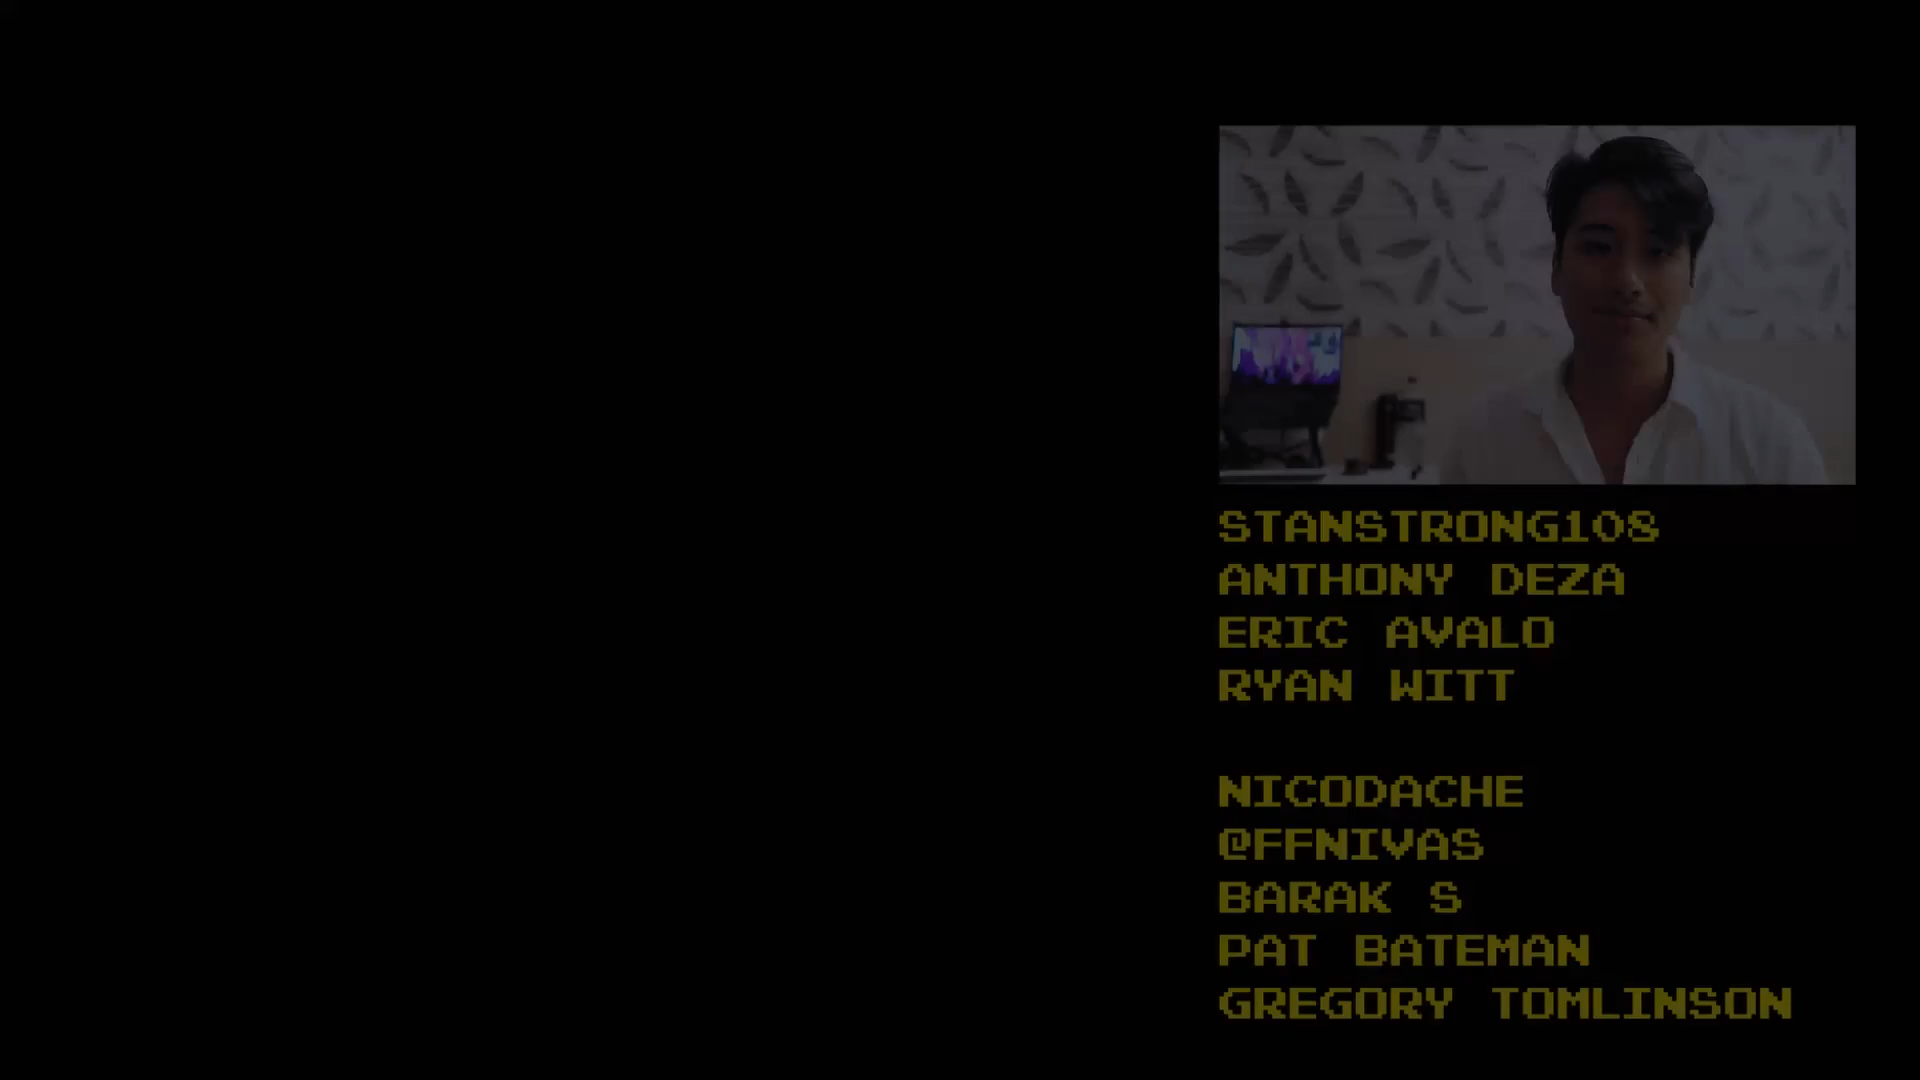 STANSTRONG108
ANTHONY DEZA
ERIC AVALO
RYAN WITT
NICODACHE
@FFNIVAS
BARAK S
PAT BATEMAN
GREGORY TOMLINSON